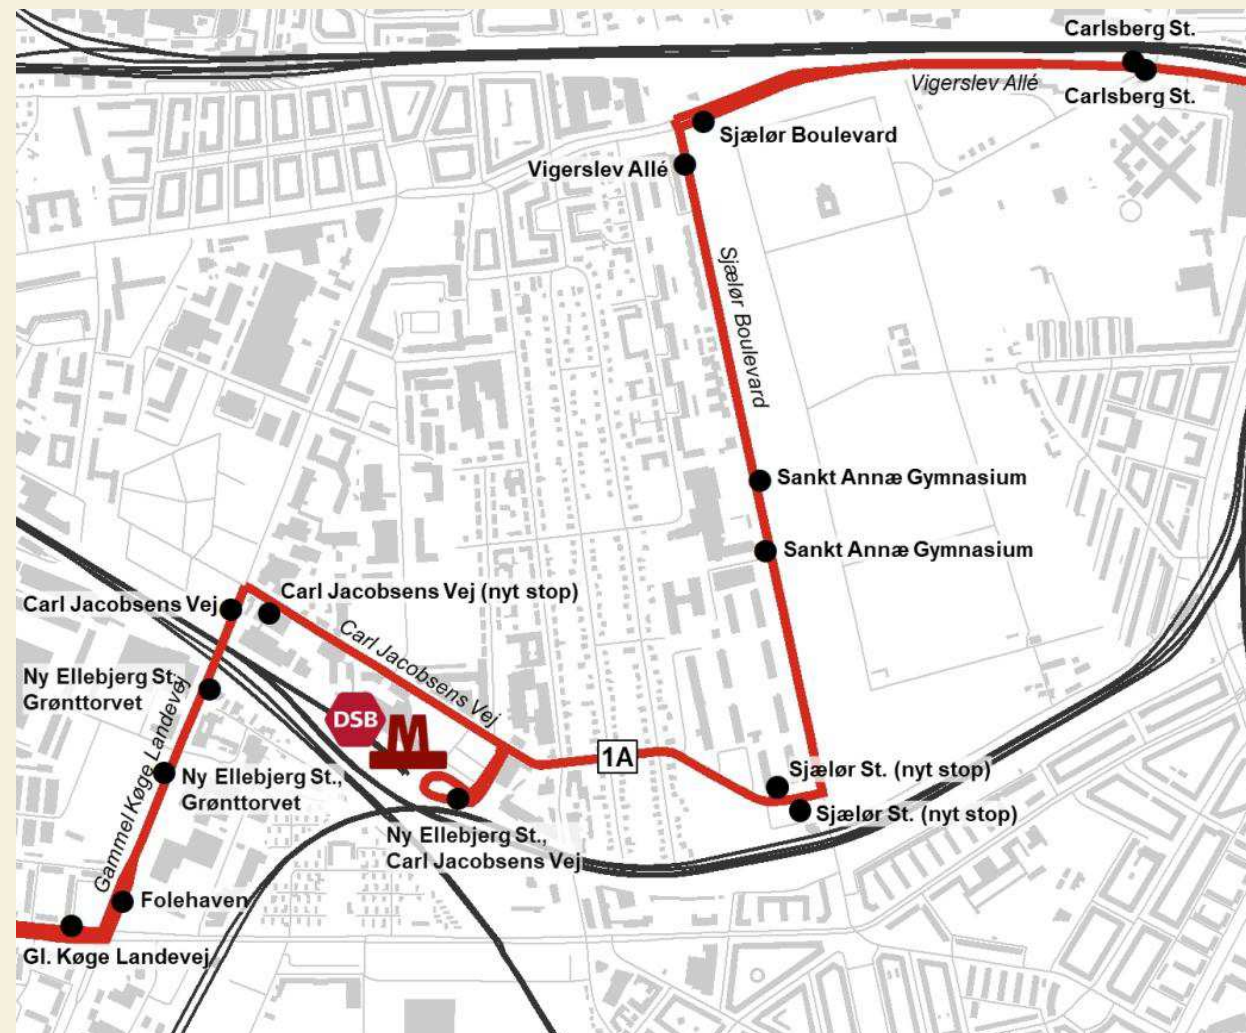 Carlsberg St.
Vigerslev Allé
Carlsberg St.
Sjælør Boulevard
Vigerslev Allé
Sjælør Boulevard
Sankt Annæ Gymnasium
Sankt Annæ Gymnasium
Carl Jacobsens Vej (nyt stop)
Carl Jacobsens Vej
Carl Jacobsens Vej
Ny Ellebjerg St.,
Grønttorvet
DSB
M
1A
Gammel Køge Landevej
Ny Ellebjerg St.,
Grønttorvet
Sjælør St. (nyt stop)
Sjælør St. (nyt stop)
Ny Ellebjerg St.,
Carl Jacobsens Vej
Folehaven
Gl. Køge Landevej